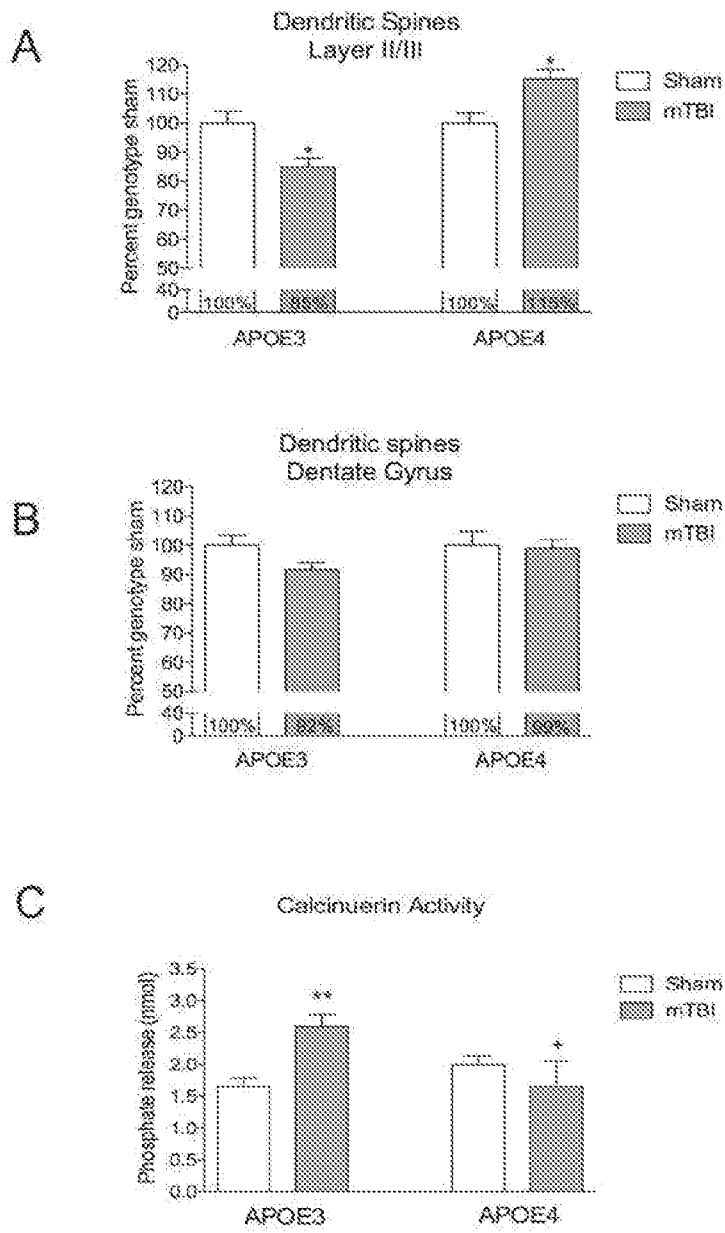 A
Dendritic Spines
Layer II/III
Percent genotype sham
120
110
100
90
80
70
60
50
40
0
*
*
Sham
mTBI
100%
85%
100%
115%
APOE3
APOE4
B
Dendritic spines
Dentate Gyrus
Percent genotype sham
120
110
100
90
80
70
60
50
40
0
Sham
mTBI
100%
92%
100%
99%
APOE3
APOE4
C
Calcinuerin Activity
Phosphate release (nmol)
3.5
3.0
2.5
2.0
1.5
1.0
0.5
0.0
**
*
Sham
mTBI
APOE3
APOE4